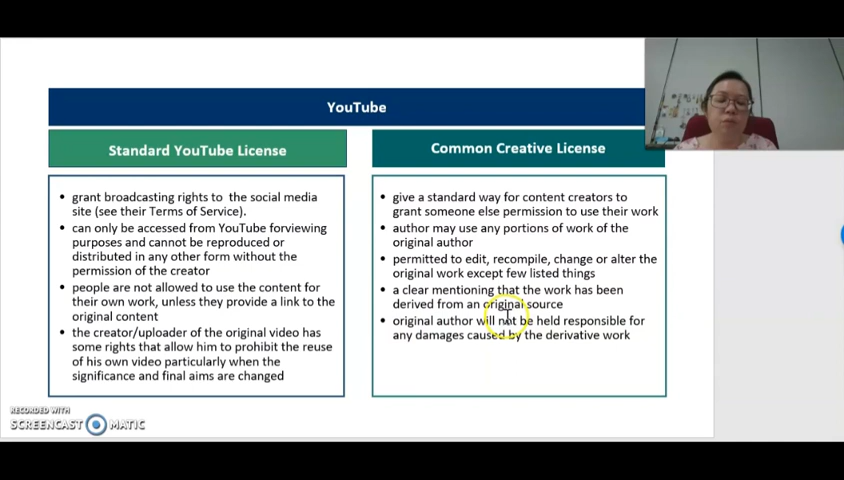 YouTube
Standard YouTube License
Common Creative License
• grant broadcasting rights to the social media
site (see their Terms of Service).
• can only be accessed from YouTube forviewing
purposes and cannot be reproduced or
distributed in any other form without the
permission of the creator
• people are not allowed to use the content for
their own work, unless they provide a link to the
original content
• the creator/uploader of the original video has
some rights that allow him to prohibit the reuse
of his own video particularly when the
significance and final aims are changed
• give a standard way for content creators to
grant someone else permission to use their work
• author may use any portions of work of the
original author
• permitted to edit, recompile, change or alter the
original work except few listed things
• a clear mentioning that the work has been
derived from an original source
• original author will not be held responsible for
any damages caused by the derivative work
RECORDED WITH
SCREENCAST MATIC